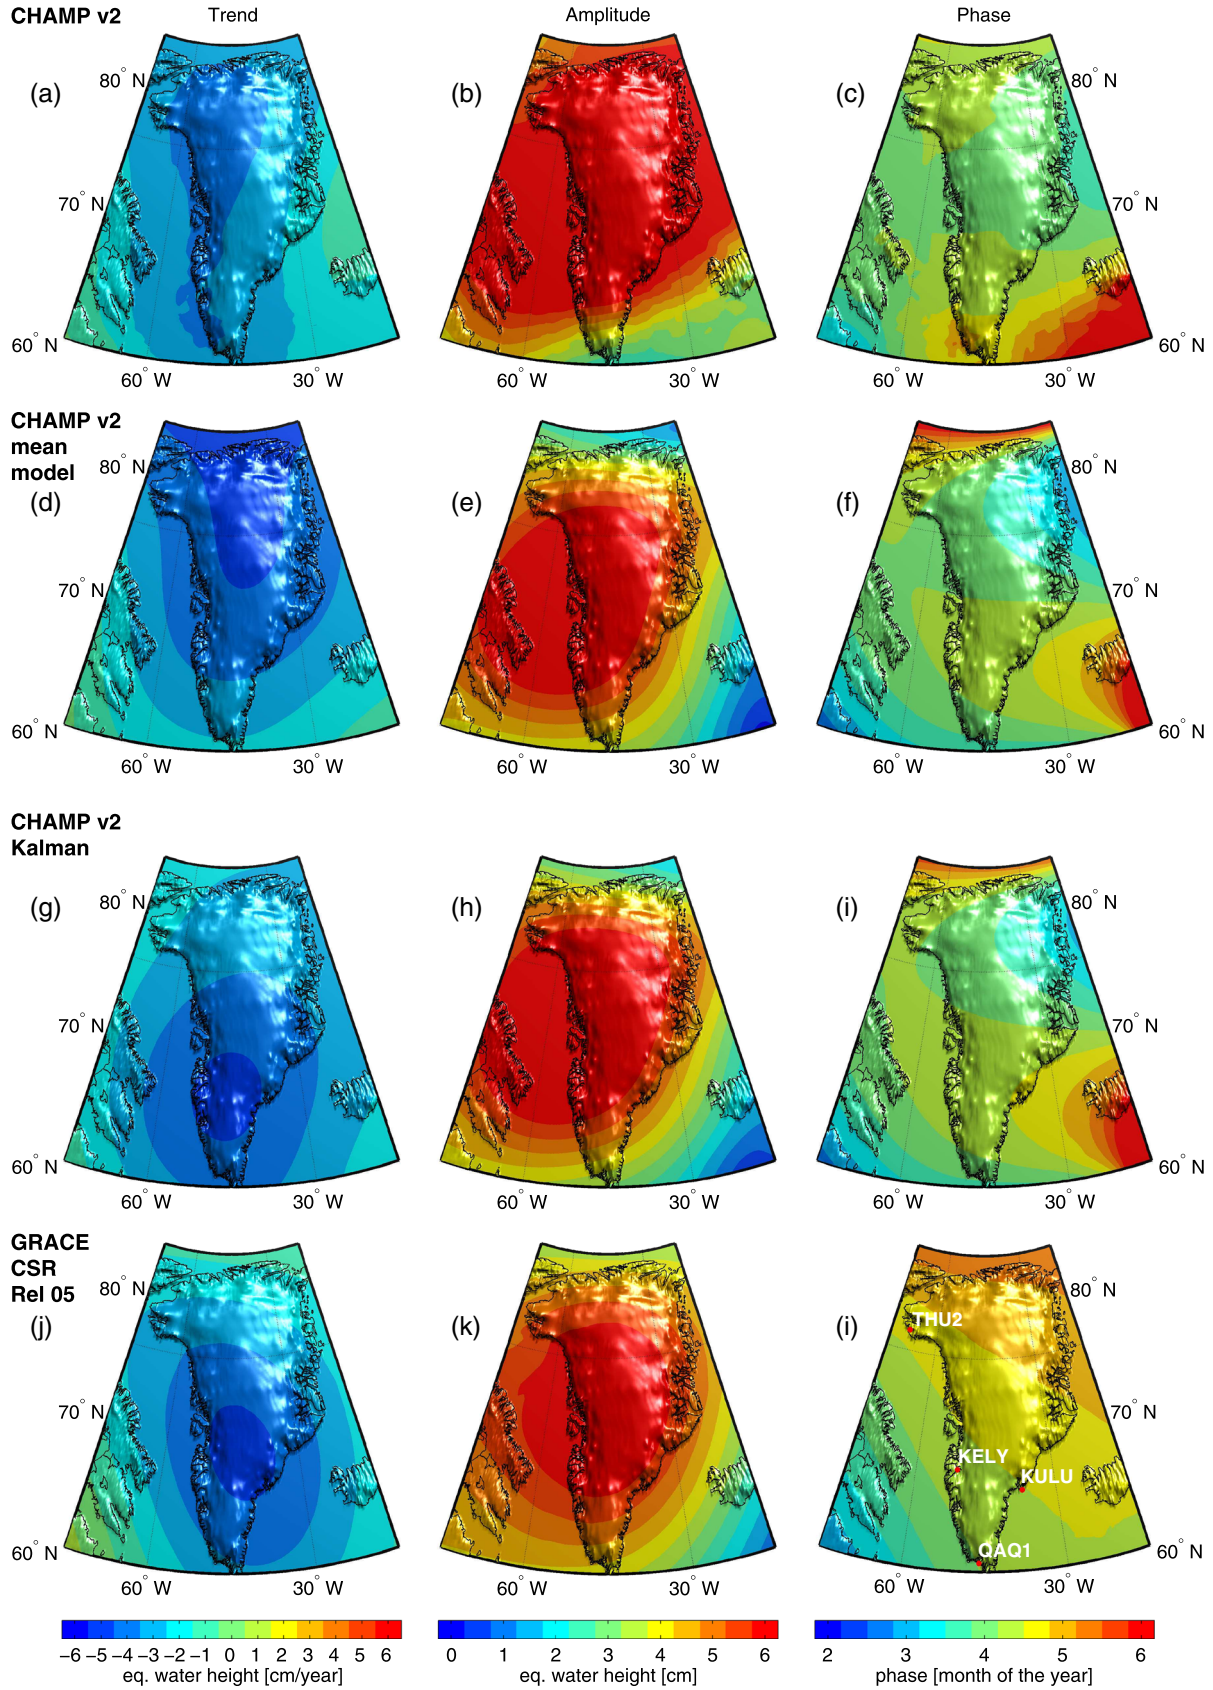 CHAMP v2 Trend Amplitude Phase
(a) (b) (c)
80° N 80° N
70° N 70° N
60° N 60° N
60° W 30° W 60° W 30° W 60° W 30° W
CHAMP v2
mean
model
(d) (e) (f)
80° N 80° N
70° N 70° N
60° N 60° N
60° W 30° W 60° W 30° W 60° W 30° W
CHAMP v2
Kalman
(g) (h) (i)
80° N 80° N
70° N 70° N
60° N 60° N
60° W 30° W 60° W 30° W 60° W 30° W
GRACE
CSR
Rel 05
80° N 80° N
(j) (k) (i)
THU2
70° N 70° N
KELY
KULU
QAQ1
60° N 60° N
60° W 30° W 60° W 30° W 60° W 30° W
−6 −5 −4 −3 −2 −1 0 1 2 3 4 5 6
eq. water height [cm/year]
0 1 2 3 4 5 6
eq. water height [cm]
2 3 4 5 6
phase [month of the year]